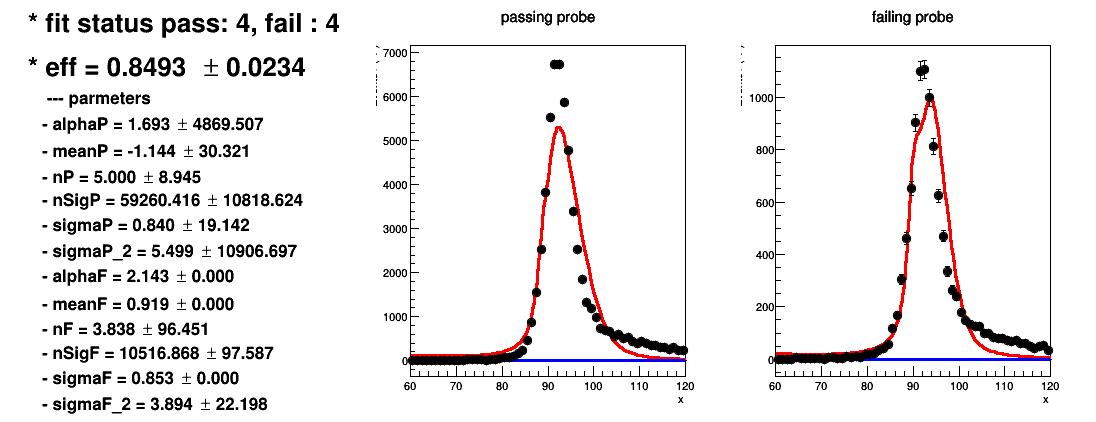 * fit status pass: 4, fail : 4
* eff = 0.8493 ± 0.0234
--- parmeters
- alphaP = 1.693 ± 4869.507
- meanP = -1.144 ± 30.321
- nP = 5.000 ± 8.945
- nSigP = 59260.416 ± 10818.624
- sigmaP = 0.840 ± 19.142
- sigmaP_2 = 5.499 ± 10906.697
- alphaF = 2.143 ± 0.000
- meanF = 0.919 ± 0.000
- nF = 3.838 ± 96.451
- nSigF = 10516.868 ± 97.587
- sigmaF = 0.853 ± 0.000
- sigmaF_2 = 3.894 ± 22.198
passing probe
7000
6000
5000
4000
3000
2000
1000
0
60 70 80 90 100 110 120
x
failing probe
1000
800
600
400
200
0
60 70 80 90 100 110 120
x